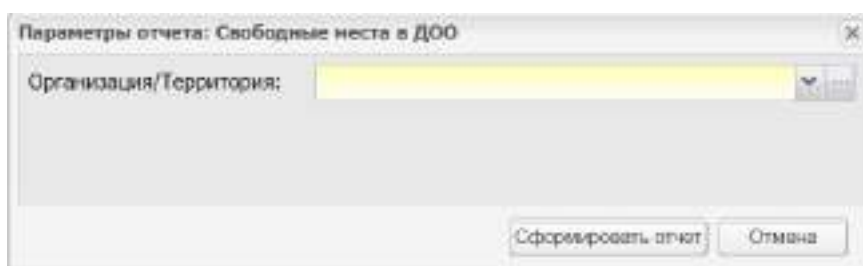 Параметры отчета: Свободные места в ДОО
Организация/Территория:
Сформировать отчет Отмена